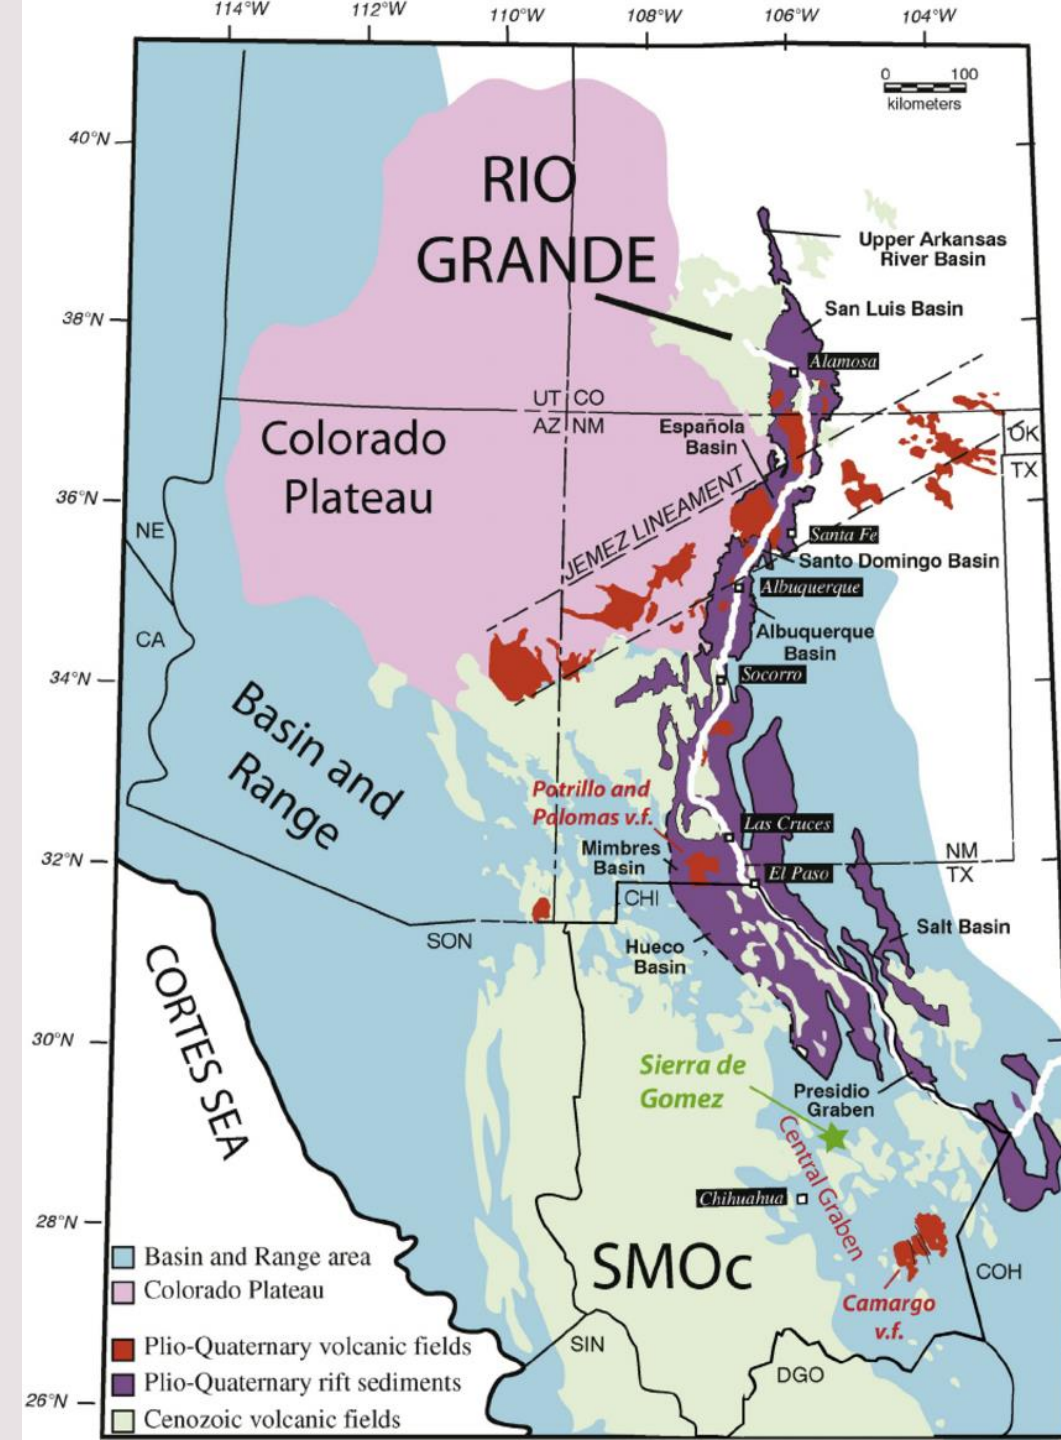 114°W
112°W
110°W
108°W
106°W
104°W
0 100
kilometers
40°N
38°N
36°N
34°N
32°N
30°N
28°N
26°N
RIO
GRANDE
Upper Arkansas
River Basin
San Luis Basin
Alamosa
UT CO
AZ NM
Española
Basin
OK
TX
Colorado
Plateau
JEMEZ LINEAMENT
NE
CA
Santa Fe
Santo Domingo Basin
Albuquerque
Albuquerque
Basin
Socorro
Basin and
Range
Potrillo and
Palomas v.f.
Las Cruces
Mimbres
Basin
NM
TX
El Paso
CHI
SON
Salt Basin
Hueco
Basin
CORTES SEA
Sierra de
Gomez
Presidio
Graben
Central Graben
Chihuahua
SMOc
COH
Camargo
v.f.
SIN
DGO
Basin and Range area
Colorado Plateau
Plio-Quaternary volcanic fields
Plio-Quaternary rift sediments
Cenozoic volcanic fields